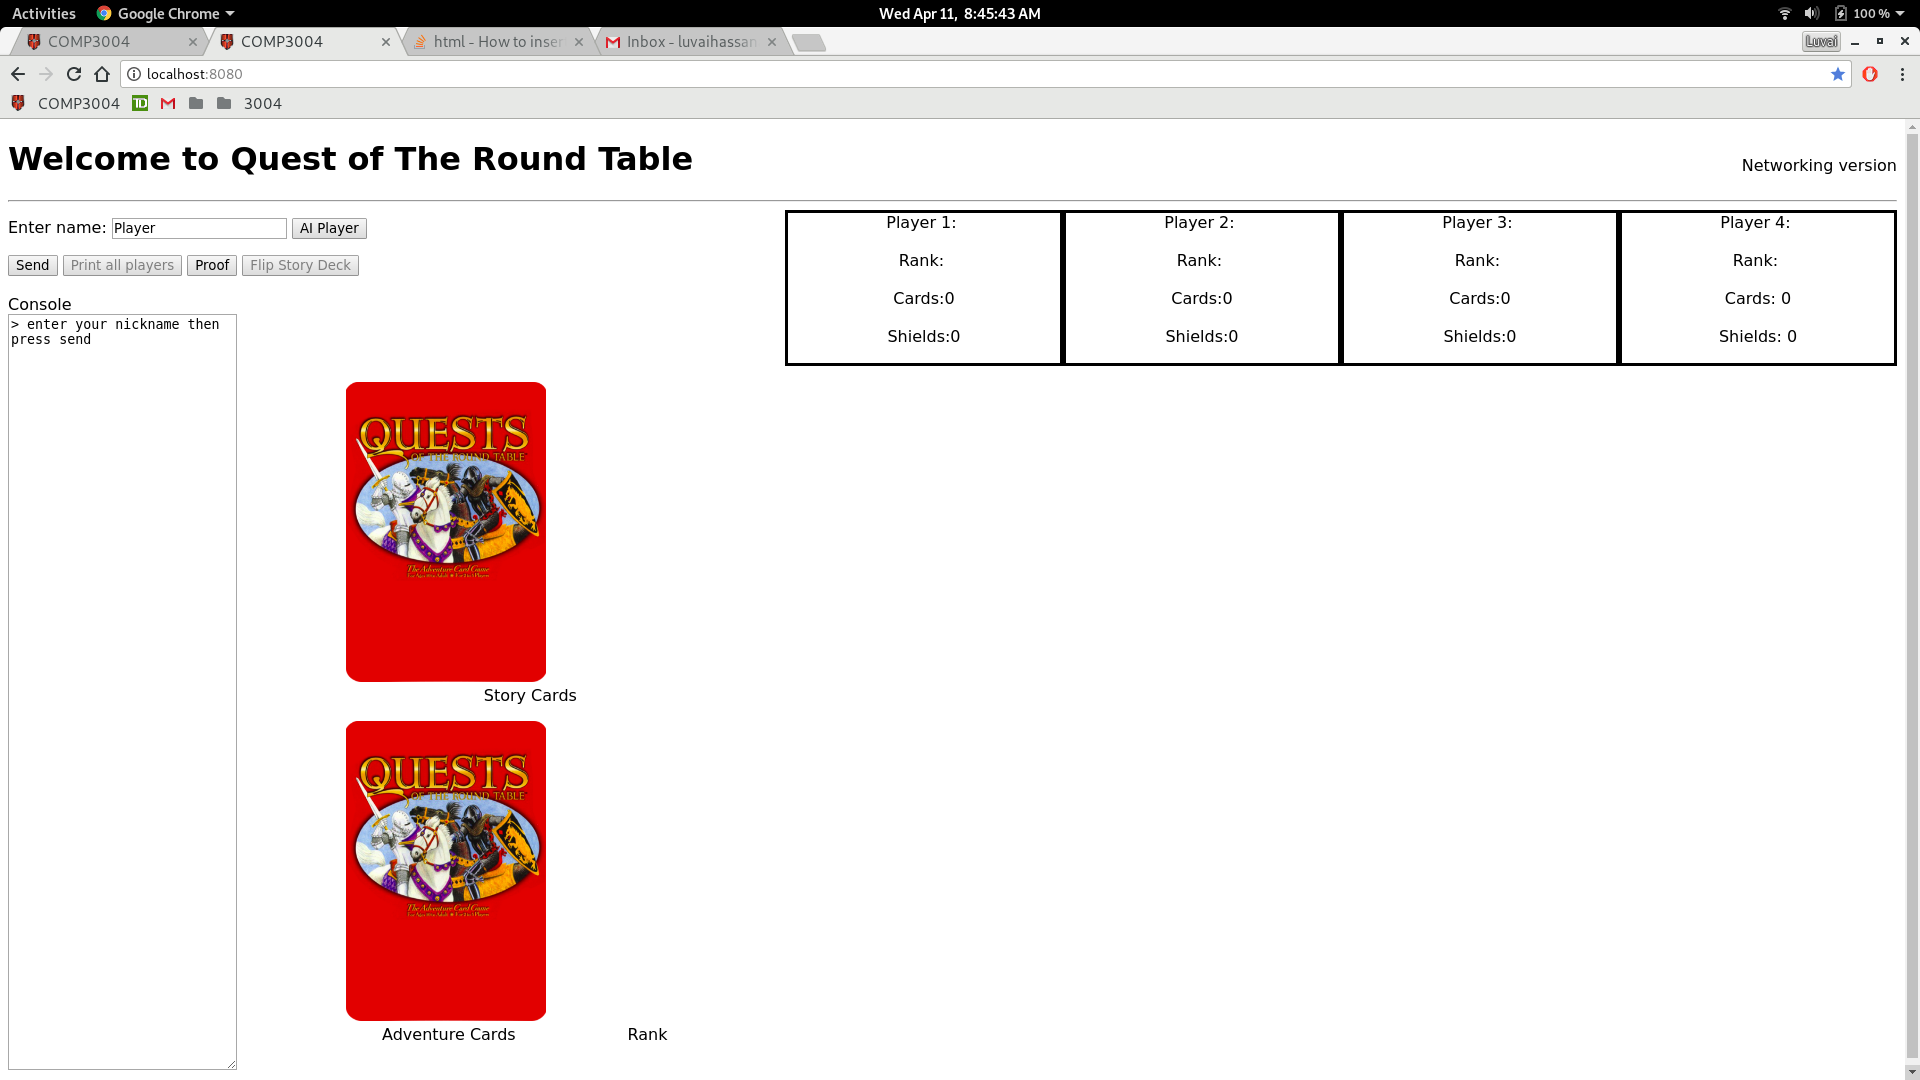 Activities
Google Chrome
Wed Apr 11, 8:45:43 AM
100 %
COMP3004
COMP3004
html - How to inser
Inbox - luvaihassan
Luvai
localhost:8080
COMP3004
TD
3004
Welcome to Quest of The Round Table
Networking version
Enter name: Player AI Player
Send Print all players Proof Flip Story Deck
Console
> enter your nickname then
press send
Player 1:
Rank:
Cards:0
Shields:0
Player 2:
Rank:
Cards:0
Shields:0
Player 3:
Rank:
Cards:0
Shields:0
Player 4:
Rank:
Cards: 0
Shields: 0
QUESTS
OF THE ROUND TABLE
The Adventure Card Game
Story Cards
QUESTS
OF THE ROUND TABLE
The Adventure Card Game
Adventure Cards
Rank